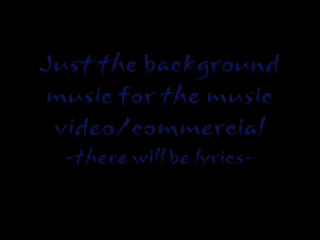 Just the background
music for the music
video/commercial
-there will be lyrics-